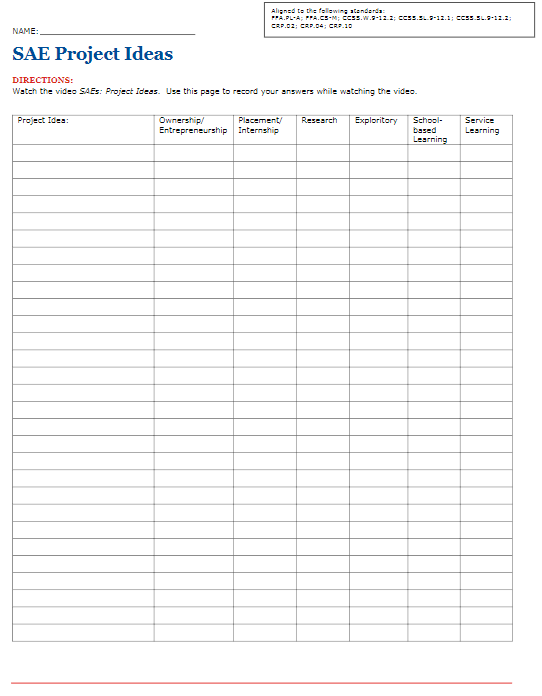 Aligned to the following standards:
FFA.PL-A; FFA.CS-M; CCSS.W.9-12.2; CCSS.SL.9-12.1; CCSS.SL.9-12.2;
CRP.02; CRP.04; CRP.10
NAME:
SAE Project Ideas
DIRECTIONS:
Watch the video SAEs: Project Ideas. Use this page to record your answers while watching the video.
Project Idea:
Ownership/
Entrepreneurship
Placement/
Internship
Research
Exploritory
School-
based
Learning
Service
Learning